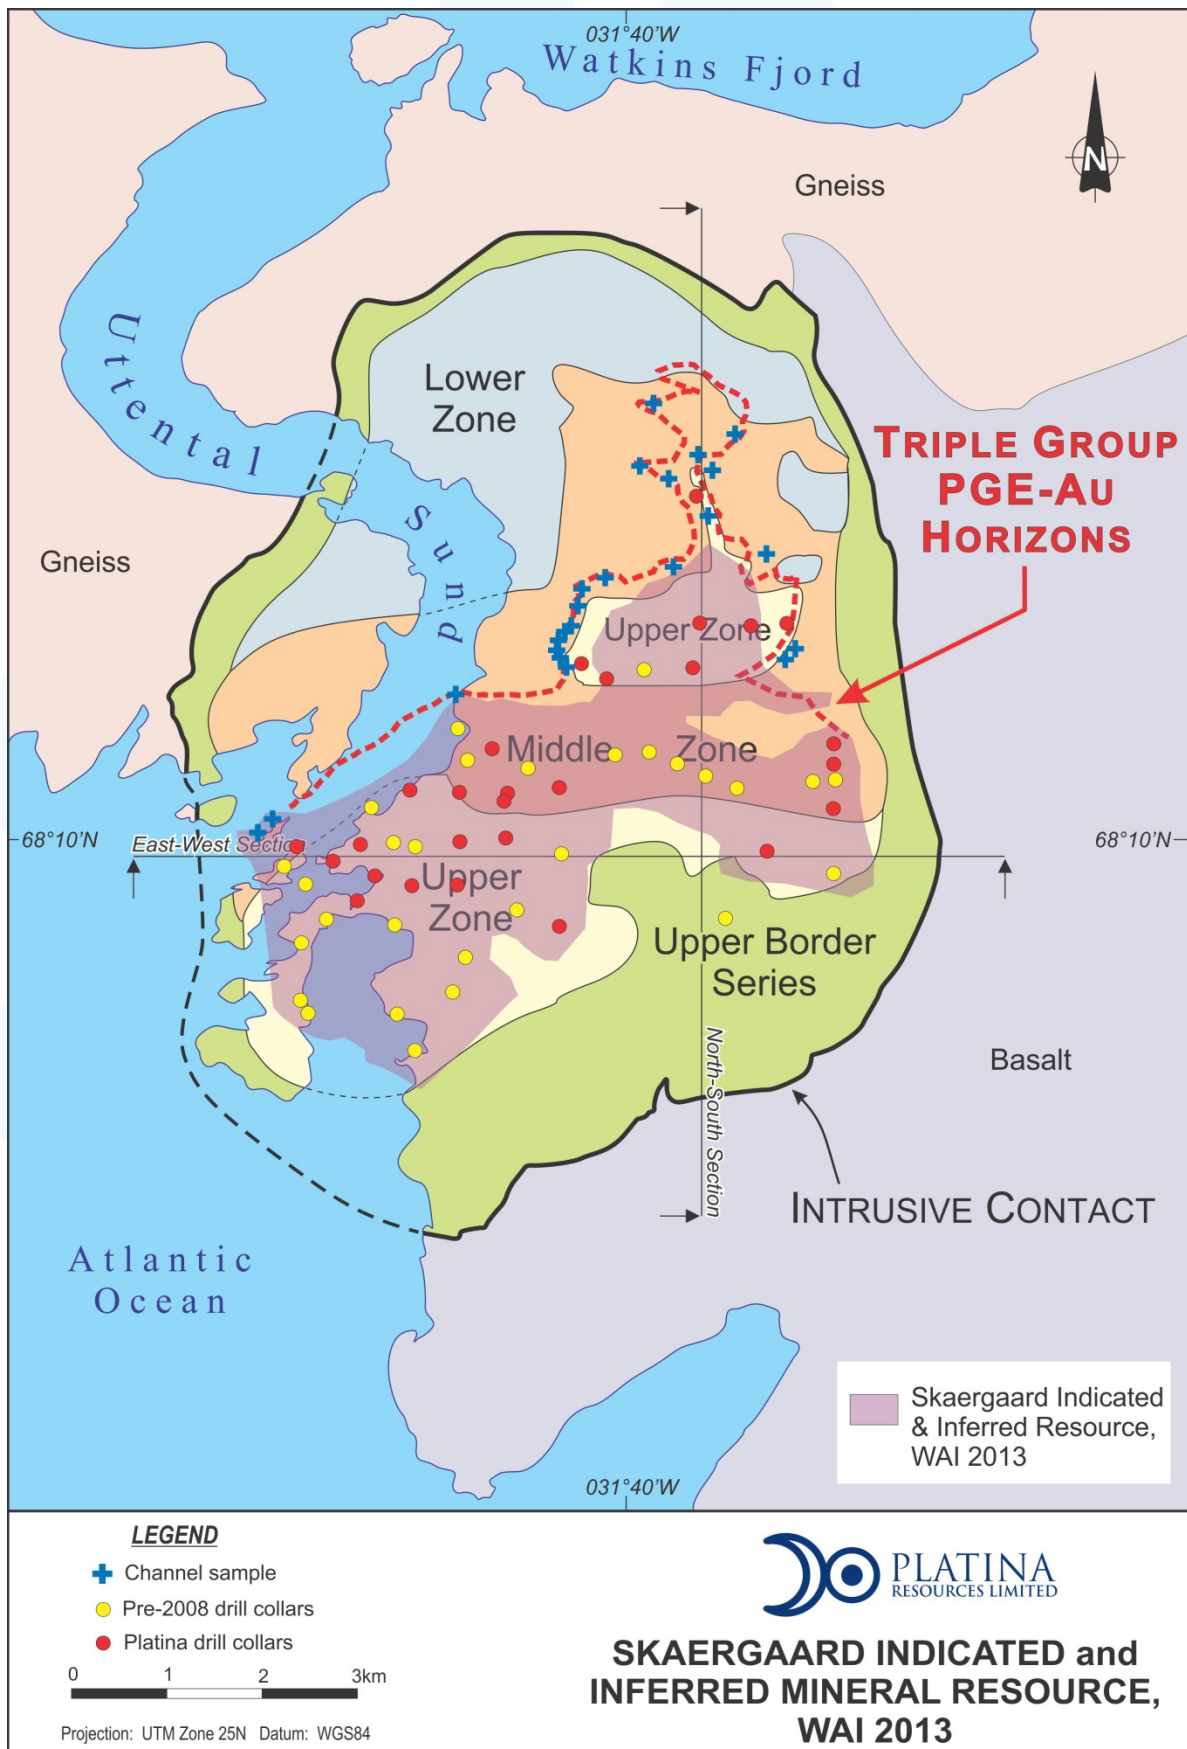 031°40'W
Watkins Fjord
N
Gneiss
Uttental
Sund
Lower
Zone
TRIPLE GROUP
PGE-AU
HORIZONS
Gneiss
Upper Zone
Middle Zone
68°10'N
68°10'N
East-West Section
Upper
Zone
Upper Border
Series
North-South Section
Basalt
INTRUSIVE CONTACT
Atlantic
Ocean
Skaergaard Indicated
& Inferred Resource,
WAI 2013
031°40'W
LEGEND
Channel sample
Pre-2008 drill collars
Platina drill collars
0 1 2 3km
Projection: UTM Zone 25N Datum: WGS84
PLATINA
RESOURCES LIMITED
SKAERGAARD INDICATED and
INFERRED MINERAL RESOURCE,
WAI 2013